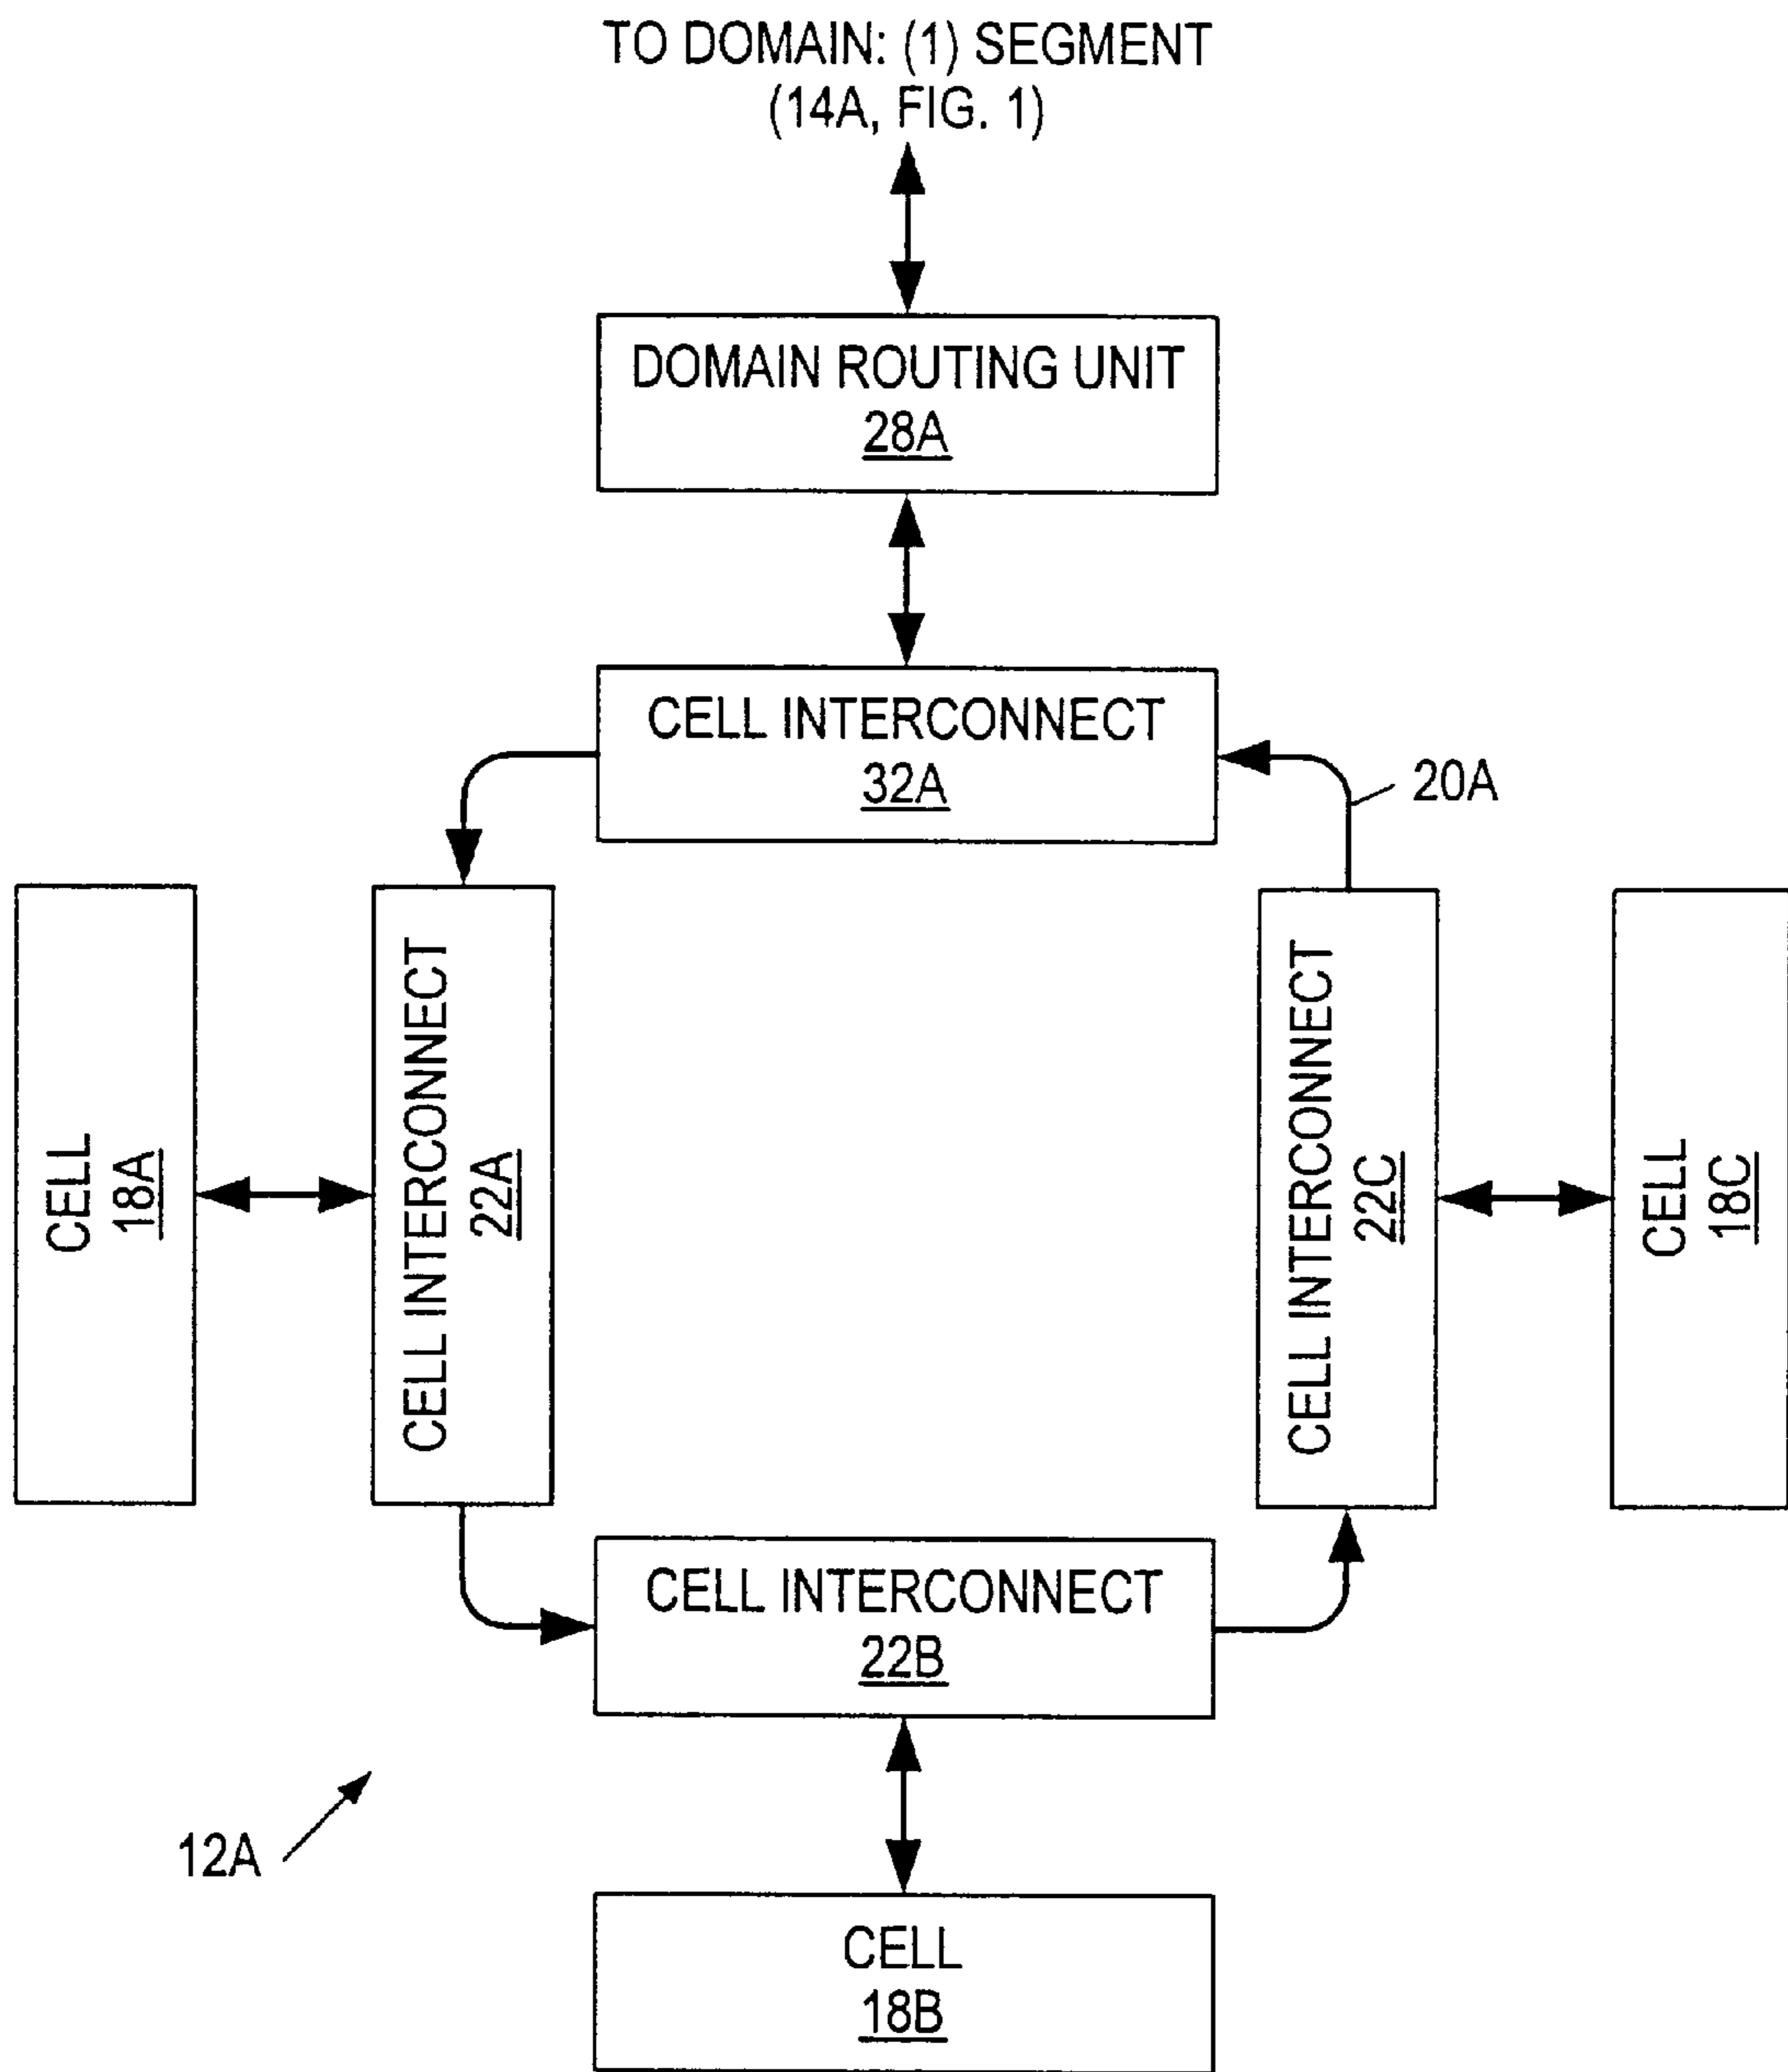 TO DOMAIN: (1) SEGMENT
(14A, FIG. 1)
DOMAIN ROUTING UNIT
28A
CELL INTERCONNECT
32A
20A
CELL
18A
CELL INTERCONNECT
22A
CELL INTERCONNECT
22C
CELL
18C
CELL INTERCONNECT
22B
12A
CELL
18B